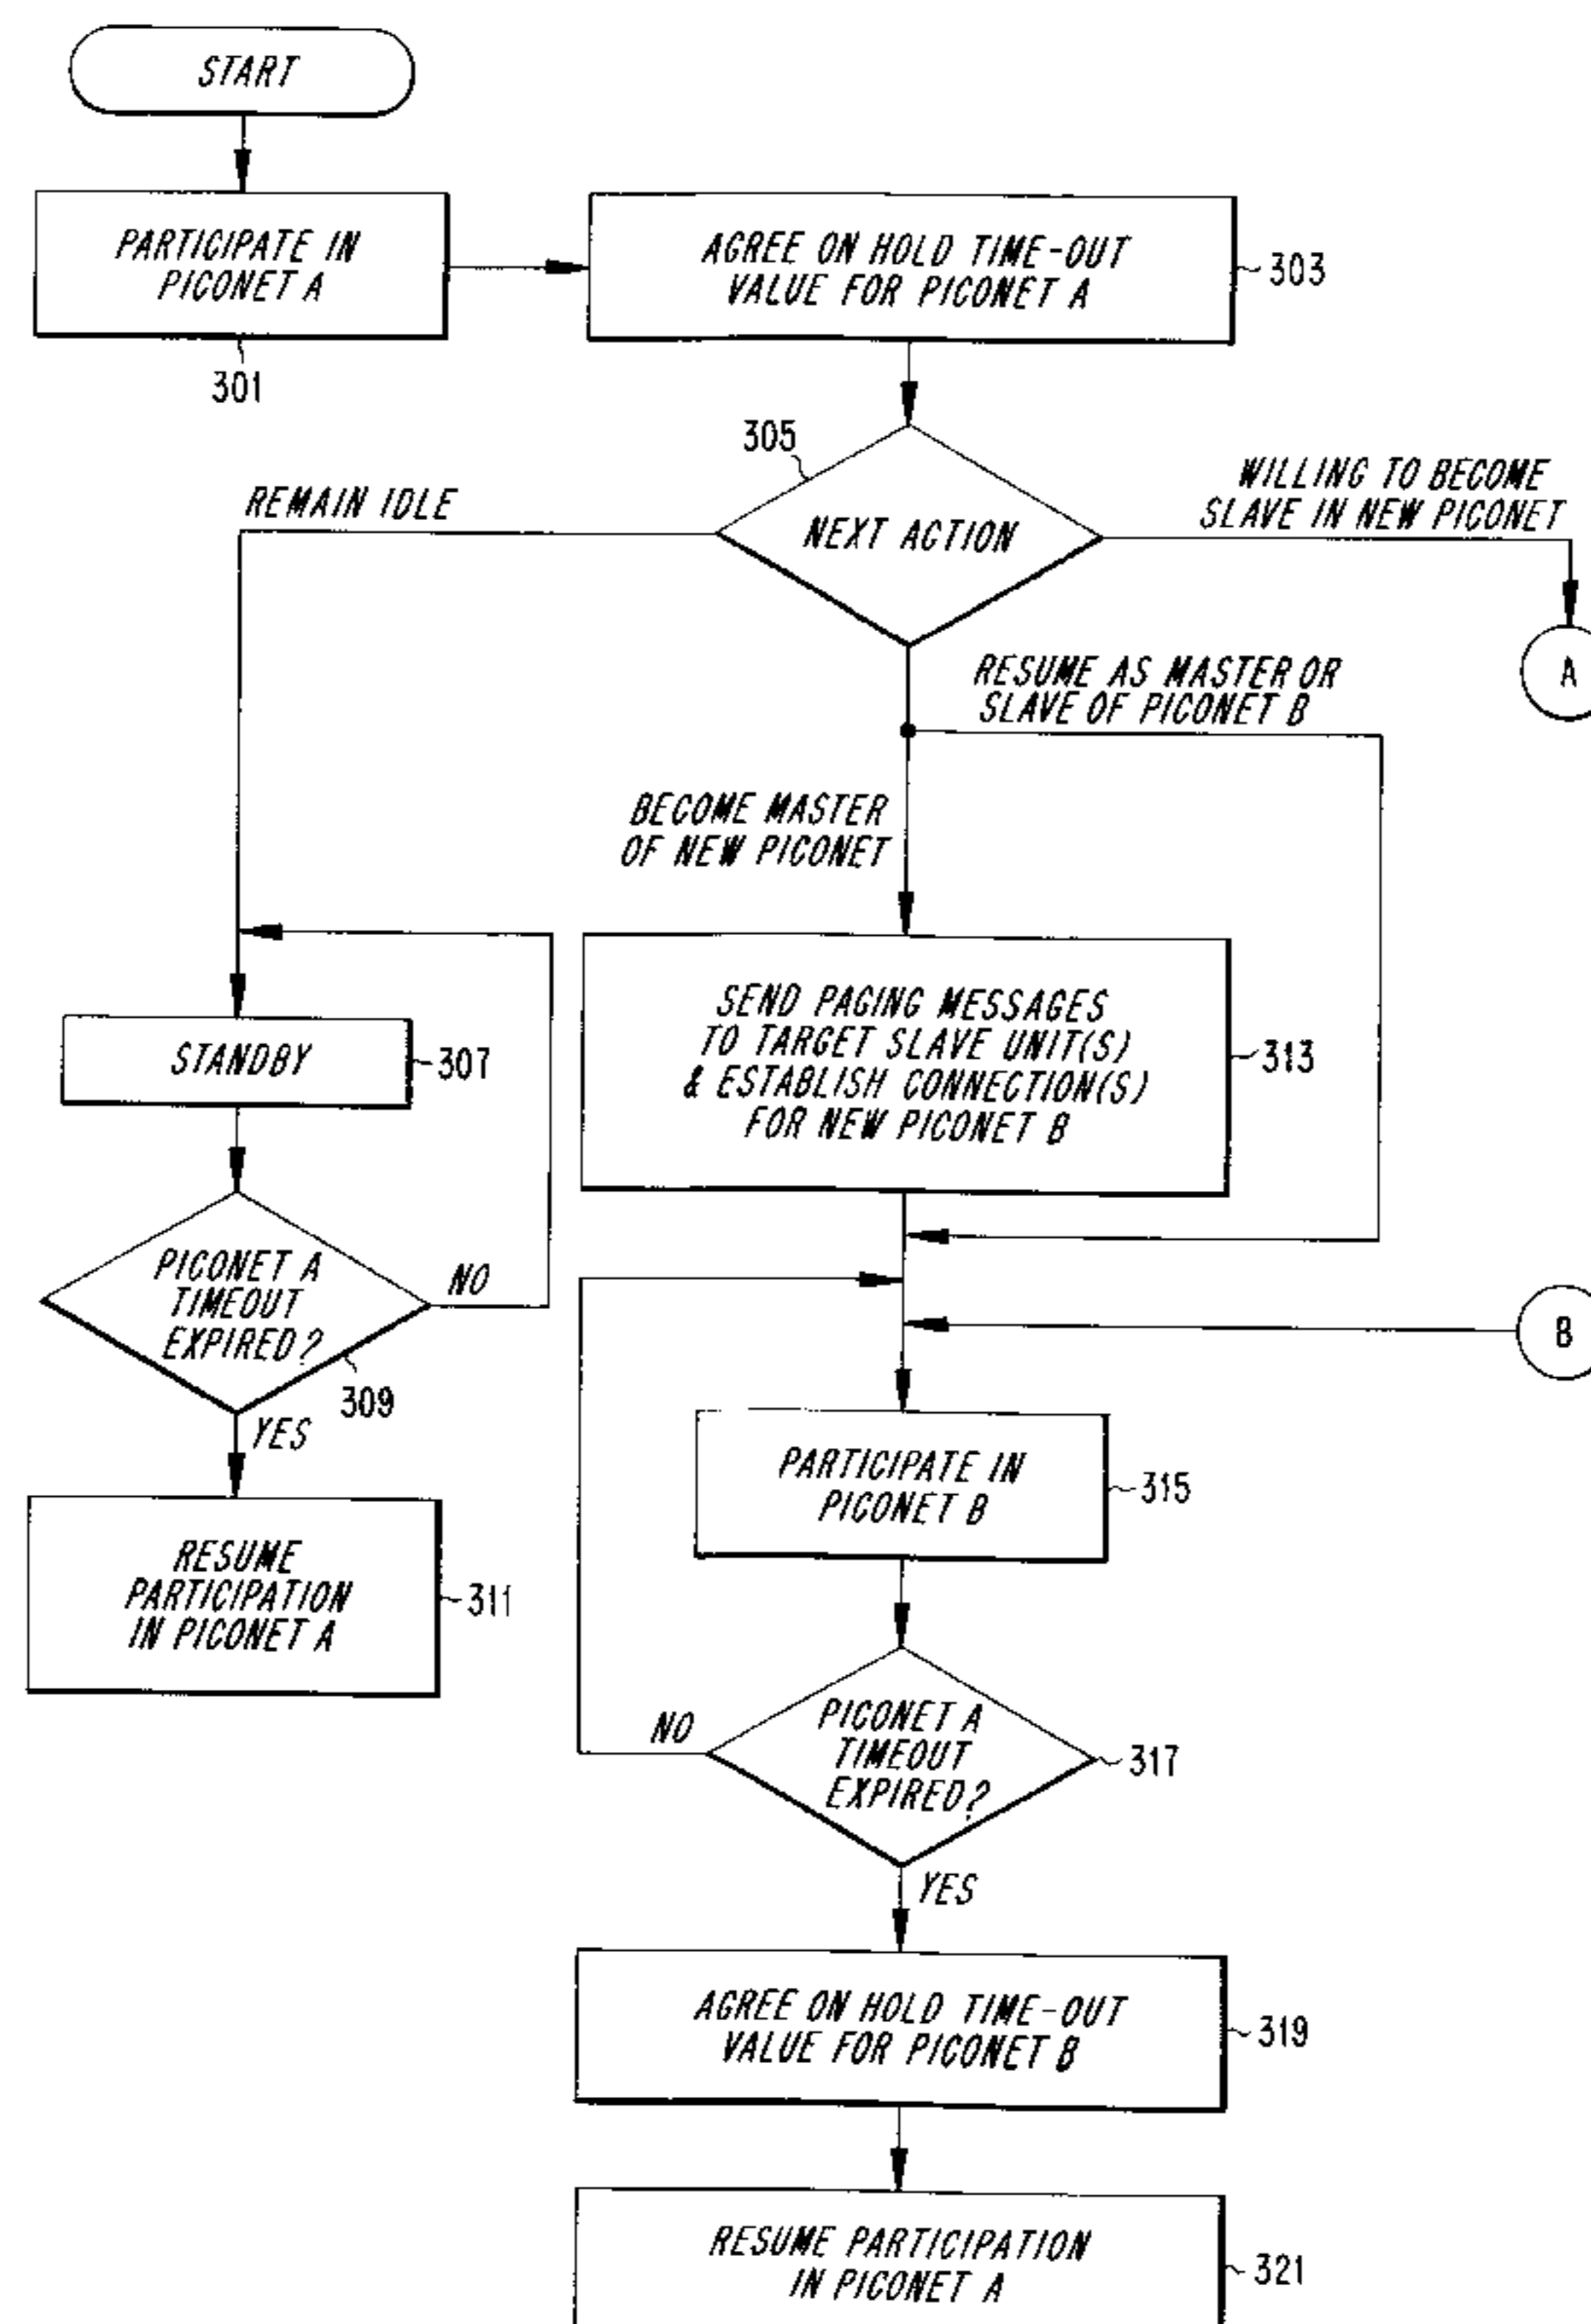 START
PARTICIPATE IN
PICONET A
301
AGREE ON HOLD TIME-OUT
VALUE FOR PICONET A
303
305
NEXT ACTION
REMAIN IDLE
WILLING TO BECOME
SLAVE IN NEW PICONET
A
RESUME AS MASTER OR
SLAVE OF PICONET B
BECOME MASTER
OF NEW PICONET
STANDBY
307
SEND PAGING MESSAGES
TO TARGET SLAVE UNIT(S)
& ESTABLISH CONNECTION(S)
FOR NEW PICONET B
313
PICONET A
TIMEOUT
EXPIRED?
NO
309
YES
B
RESUME
PARTICIPATION
IN PICONET A
311
PARTICIPATE IN
PICONET B
315
PICONET A
TIMEOUT
EXPIRED?
NO
317
YES
AGREE ON HOLD TIME-OUT
VALUE FOR PICONET B
319
RESUME PARTICIPATION
IN PICONET A
321